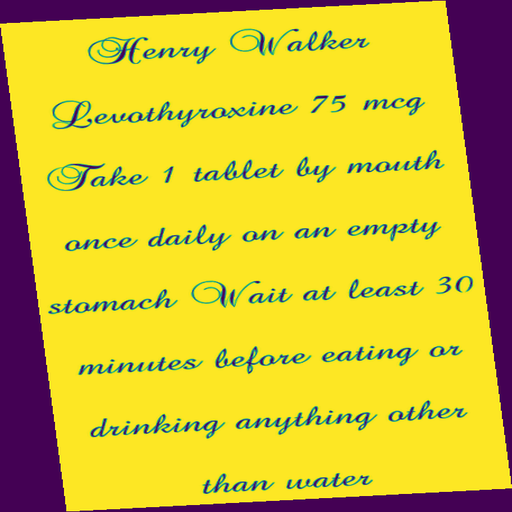 Henry Walker
Levothyroxine 75 mcg
Take 1 tablet by mouth
once daily on an empty
stomach Wait at least 30
minutes before eating or
drinking anything other
than water